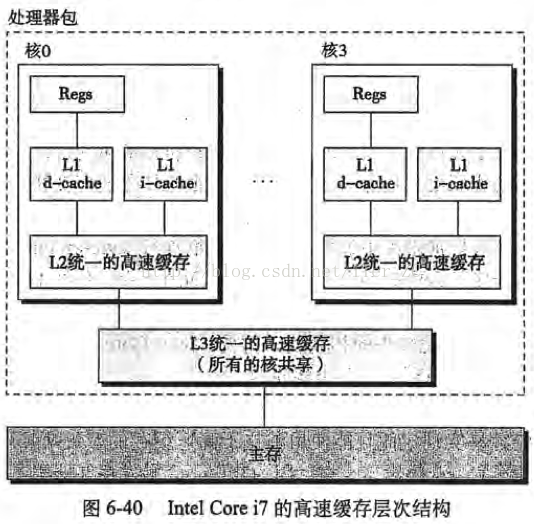 处理器包
核0
核3
Regs
Regs
L1
d-cache
L1
i-cache
...
L1
d-cache
L1
i-cache
L2统一的高速缓存
L2统一的高速缓存
L3统一的高速缓存
（所有的核共享）
主存
图 6-40 Intel Core i7 的高速缓存层次结构